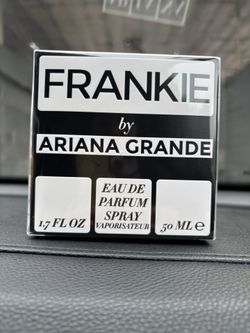 FRANKIE
by
ARIANA GRANDE
1.7 FL OZ
EAU DE
PARFUM
SPRAY
VAPORISATEUR
50 ML ℮